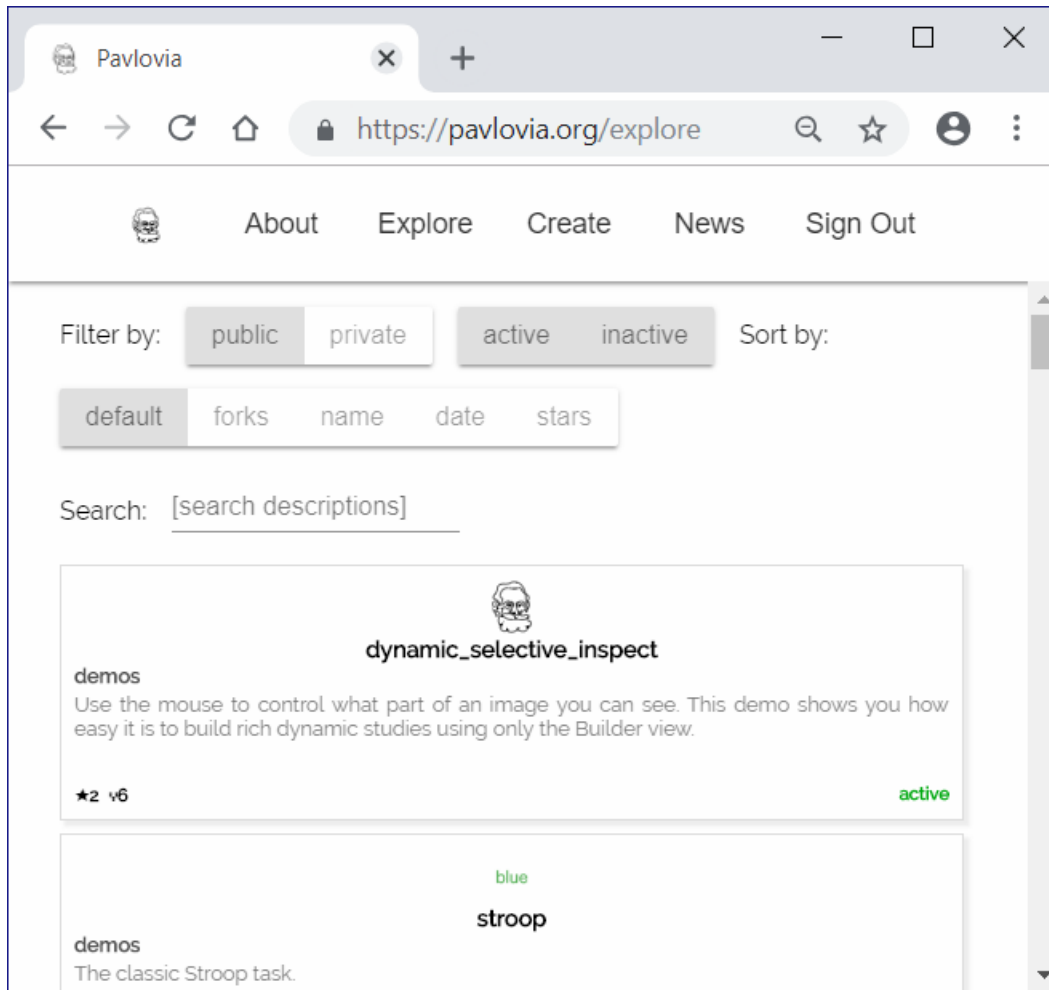 Pavlovia
https://pavlovia.org/explore
About Explore Create News Sign Out
Filter by: public private active inactive Sort by:
default forks name date stars
Search: [search descriptions]
dynamic_selective_inspect
demos
Use the mouse to control what part of an image you can see. This demo shows you how
easy it is to build rich dynamic studies using only the Builder view.
★2 6 active
blue
stroop
demos
The classic Stroop task.